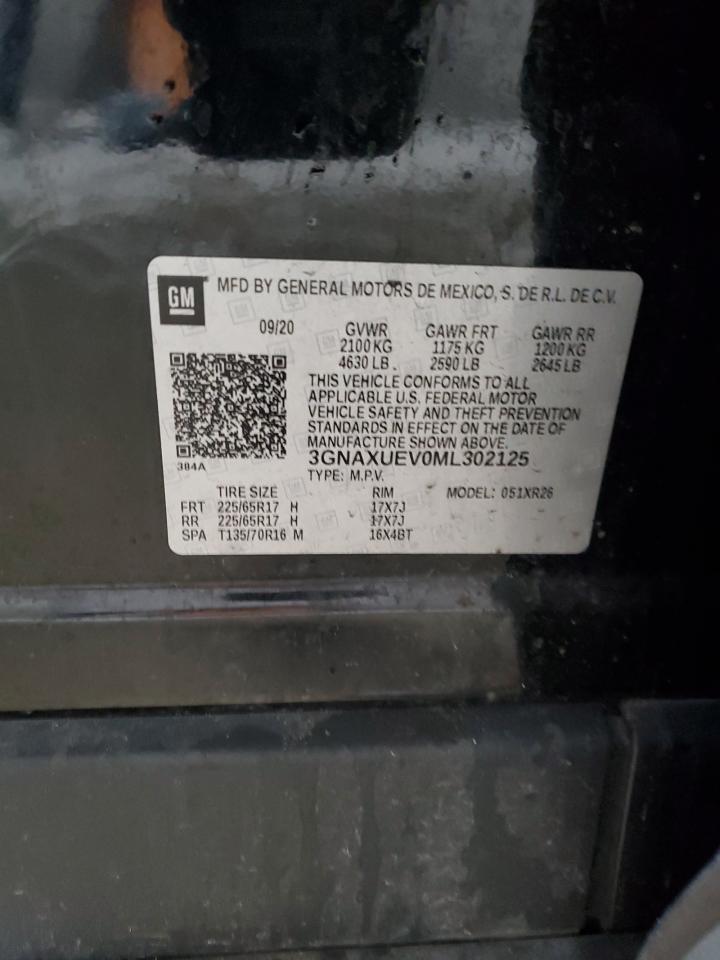 GM MFD BY GENERAL MOTORS DE MEXICO, S. DE R.L. DE C.V.
09/20 GVWR GAWR FRT GAWR RR
2100 KG 1175 KG 1200 KG
4630 LB 2590 LB 2645 LB
THIS VEHICLE CONFORMS TO ALL
APPLICABLE U.S. FEDERAL MOTOR
VEHICLE SAFETY AND THEFT PREVENTION
STANDARDS IN EFFECT ON THE DATE OF
MANUFACTURE SHOWN ABOVE.
3GNAXUEV0ML302125
384A
TYPE: M.P.V.
TIRE SIZE RIM MODEL: 051XR26
FRT 225/65R17 H 17X7J
RR 225/65R17 H 17X7J
SPA T135/70R16 M 16X4BT